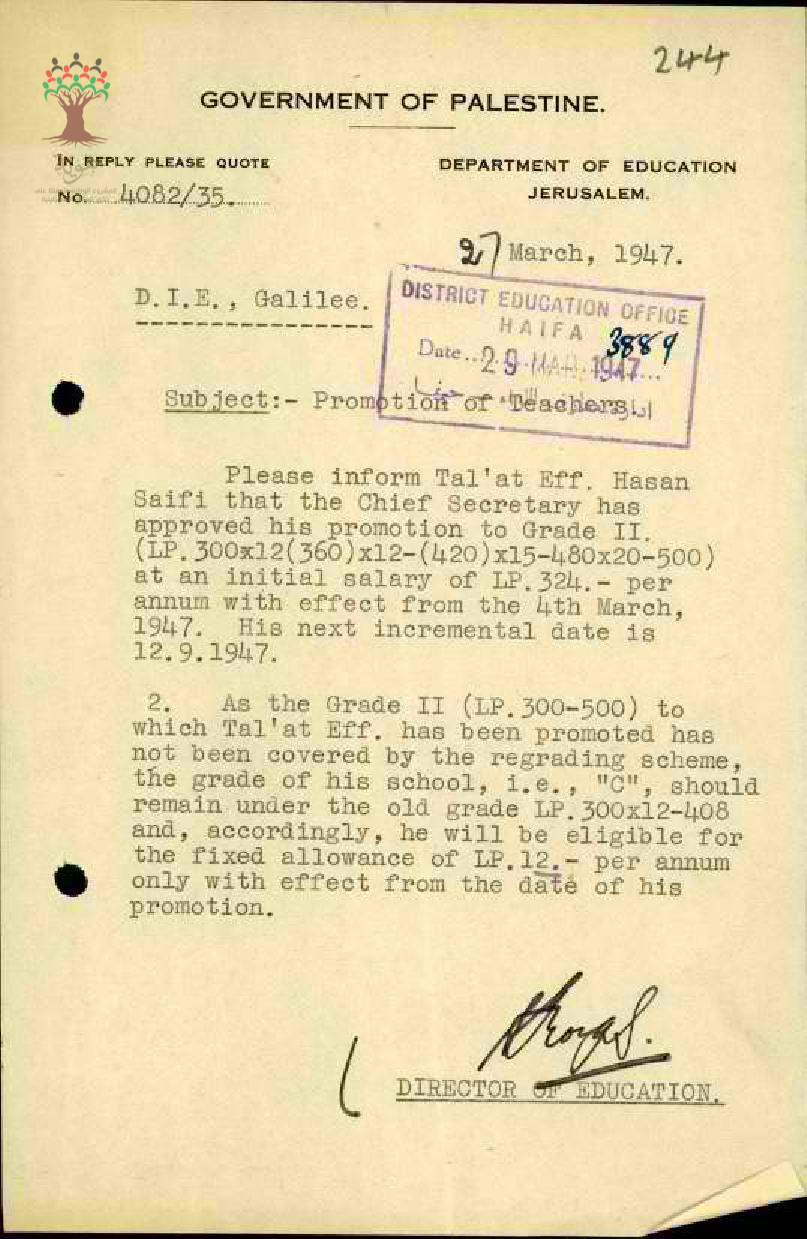 244
GOVERNMENT OF PALESTINE.
IN REPLY PLEASE QUOTE
No. 4082/35.
DEPARTMENT OF EDUCATION
JERUSALEM.
27 March, 1947.
D.I.E., Galilee.
DISTRICT EDUCATION OFFICE
HAIFA
3889
Date 29 MAR 1947
Subject:- Promotion of Teachers.
Please inform Tal'at Eff. Hasan
Saifi that the Chief Secretary has
approved his promotion to Grade II.
(LP.300x12(360)x12-(420)x15-480x20-500)
at an initial salary of LP.324.- per
annum with effect from the 4th March,
1947. His next incremental date is
12.9.1947.
2. As the Grade II (LP.300-500) to
which Tal'at Eff. has been promoted has
not been covered by the regrading scheme,
the grade of his school, i.e., "C", should
remain under the old grade LP.300x12-408
and, accordingly, he will be eligible for
the fixed allowance of LP.12.- per annum
only with effect from the date of his
promotion.
DIRECTOR OF EDUCATION.